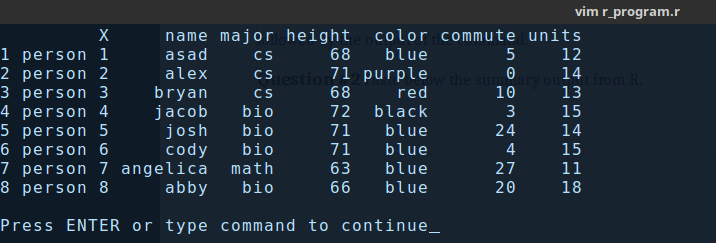 vim r_program.r
X name major height color commute units
1 person 1 asad cs 68 blue 5 12
2 person 2 alex cs 71 purple 0 14
3 person 3 bryan cs 68 red 10 13
4 person 4 jacob bio 72 black 3 15
5 person 5 josh bio 71 blue 24 14
6 person 6 cody bio 71 blue 4 15
7 person 7 angelica math 63 blue 27 11
8 person 8 abby bio 66 blue 20 18
Press ENTER or type command to continue_